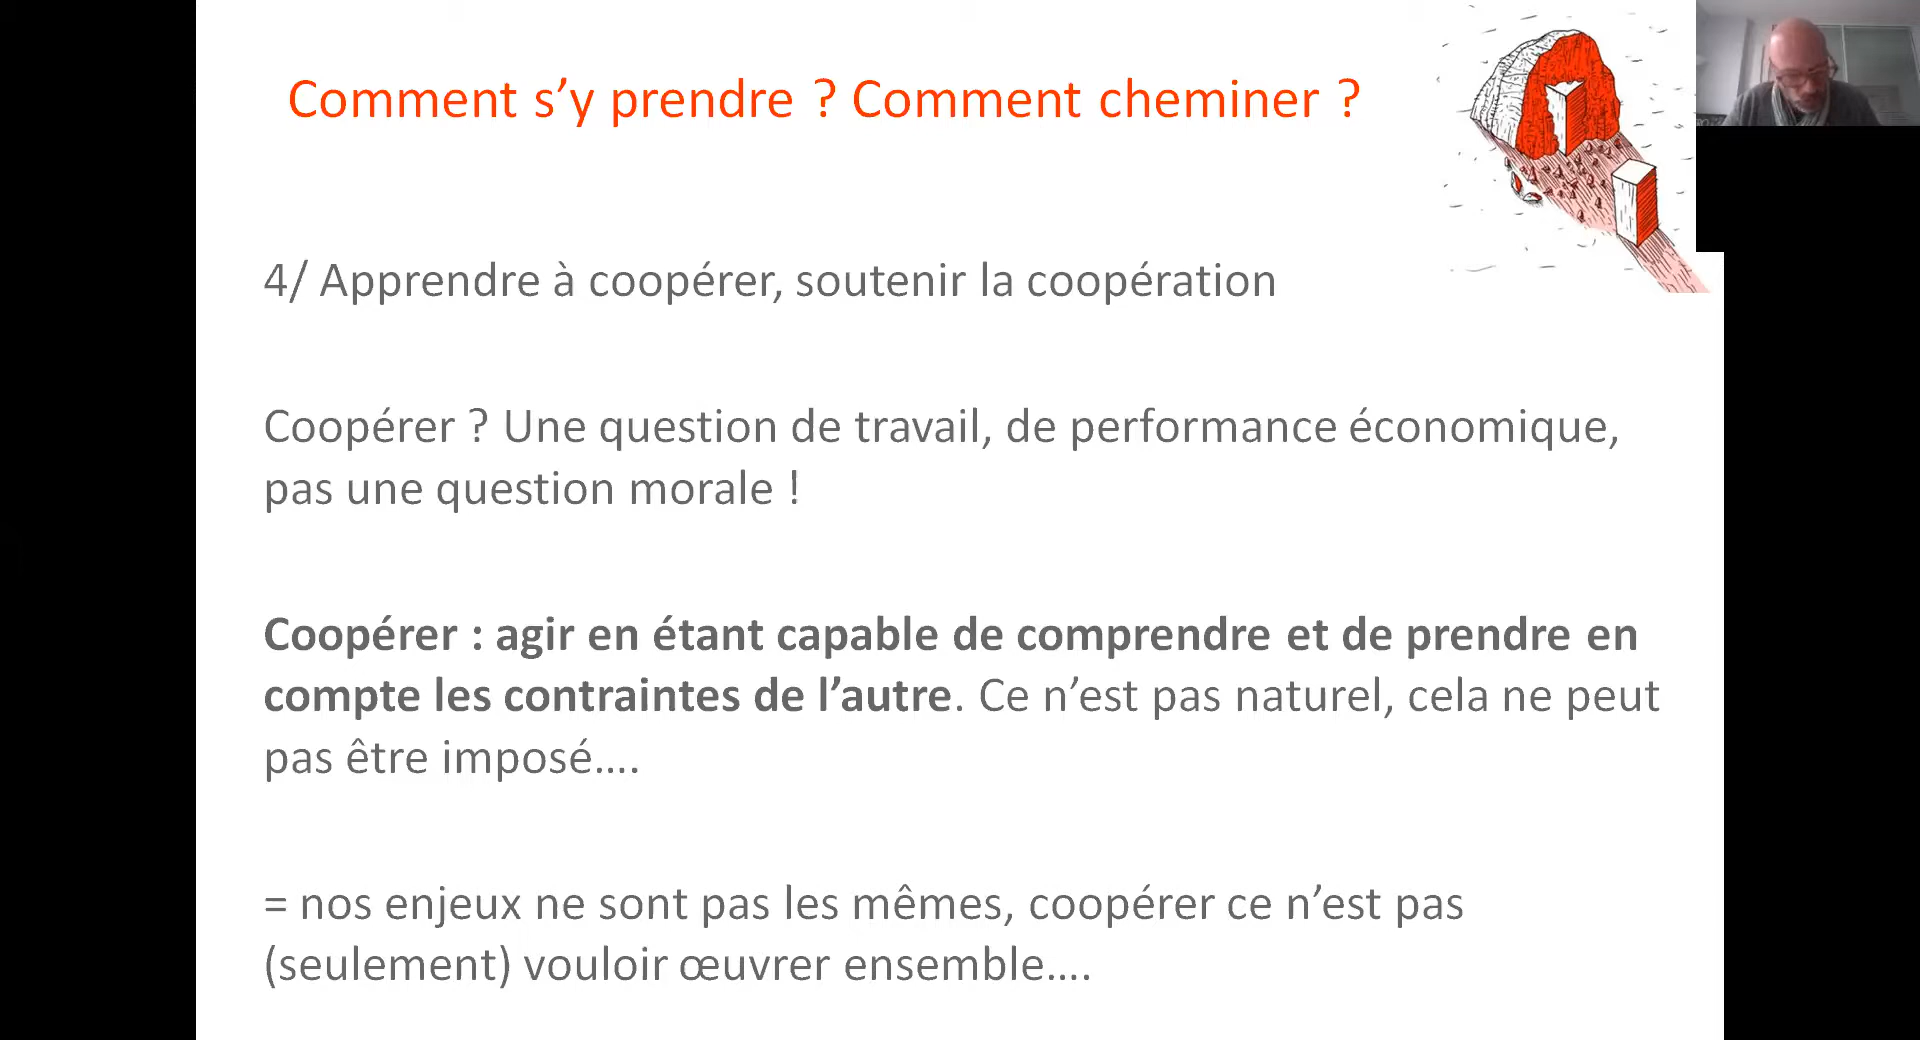 Comment s’y prendre ? Comment cheminer ?
4/ Apprendre à coopérer, soutenir la coopération
Coopérer ? Une question de travail, de performance économique,
pas une question morale !
Coopérer : agir en étant capable de comprendre et de prendre en
compte les contraintes de l’autre. Ce n’est pas naturel, cela ne peut
pas être imposé....
= nos enjeux ne sont pas les mêmes, coopérer ce n’est pas
(seulement) vouloir œuvrer ensemble....